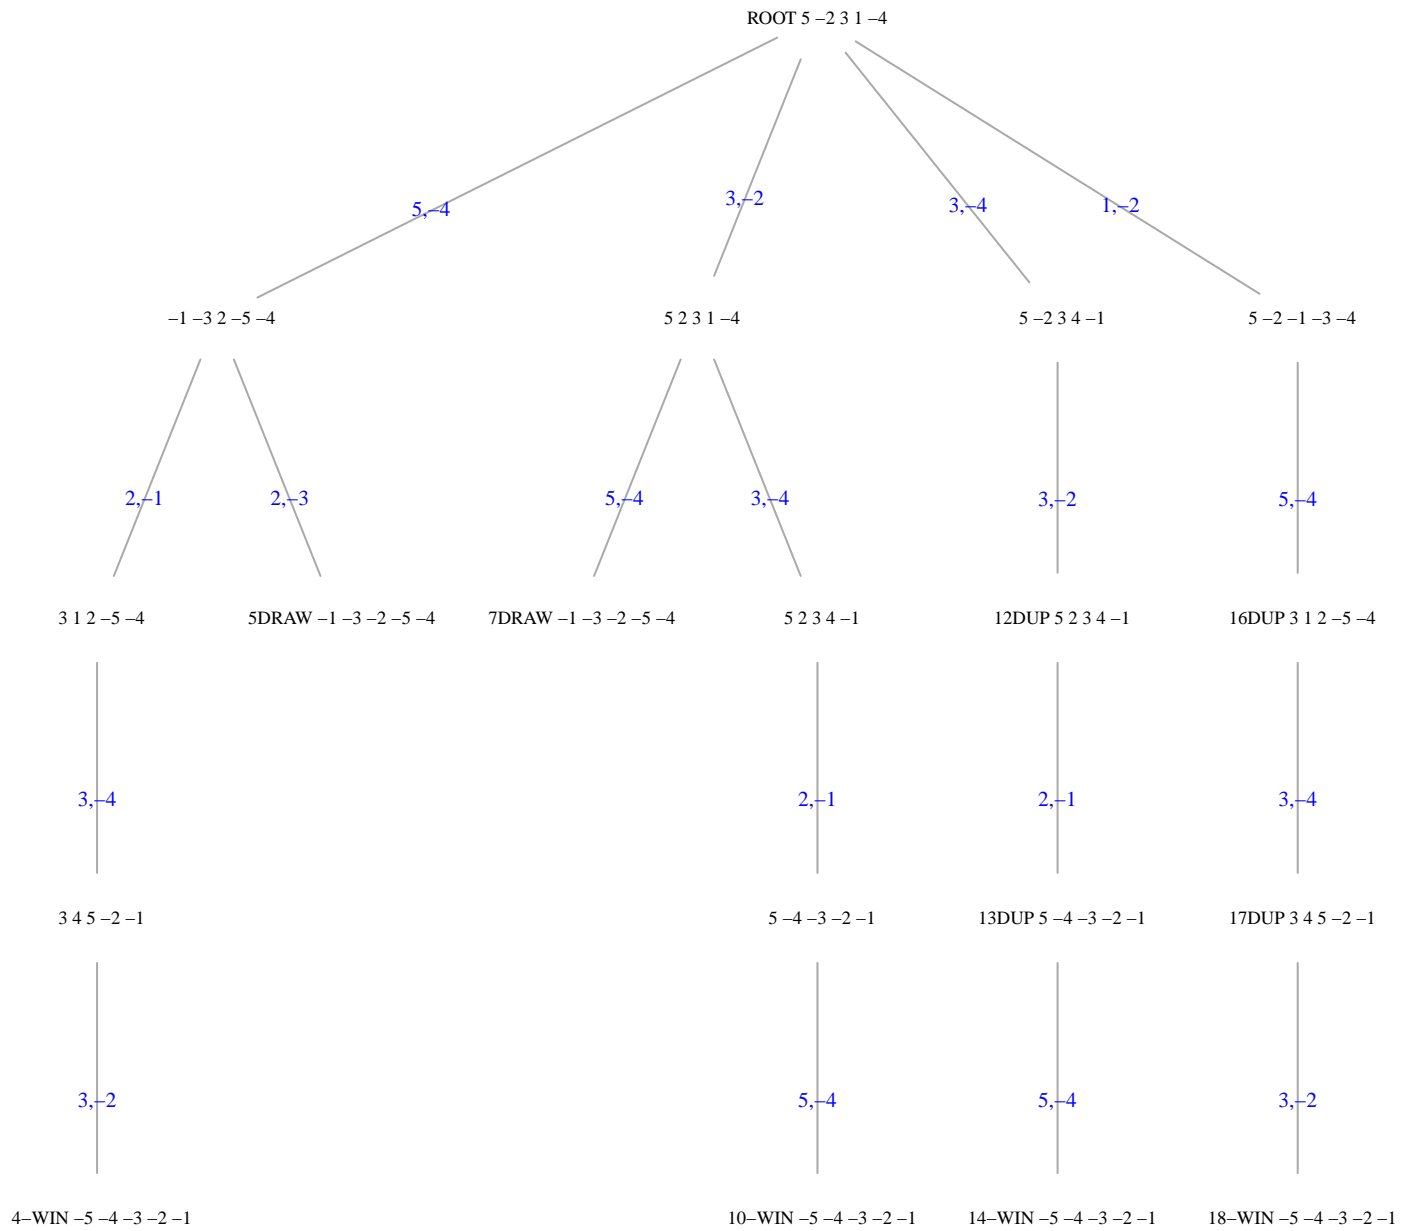 ROOT 5 –2 3 1 –4
5,–4
3,–2
3,–4
1,–2
–1 –3 2 –5 –4
5 2 3 1 –4
5 –2 3 4 –1
5 –2 –1 –3 –4
2,–1
2,–3
5,–4
3,–4
3,–2
5,–4
3 1 2 –5 –4
5DRAW –1 –3 –2 –5 –4
7DRAW –1 –3 –2 –5 –4
5 2 3 4 –1
12DUP 5 2 3 4 –1
16DUP 3 1 2 –5 –4
3,–4
2,–1
2,–1
3,–4
3 4 5 –2 –1
5 –4 –3 –2 –1
13DUP 5 –4 –3 –2 –1
17DUP 3 4 5 –2 –1
3,–2
5,–4
5,–4
3,–2
4–WIN –5 –4 –3 –2 –1
10–WIN –5 –4 –3 –2 –1
14–WIN –5 –4 –3 –2 –1
18–WIN –5 –4 –3 –2 –1